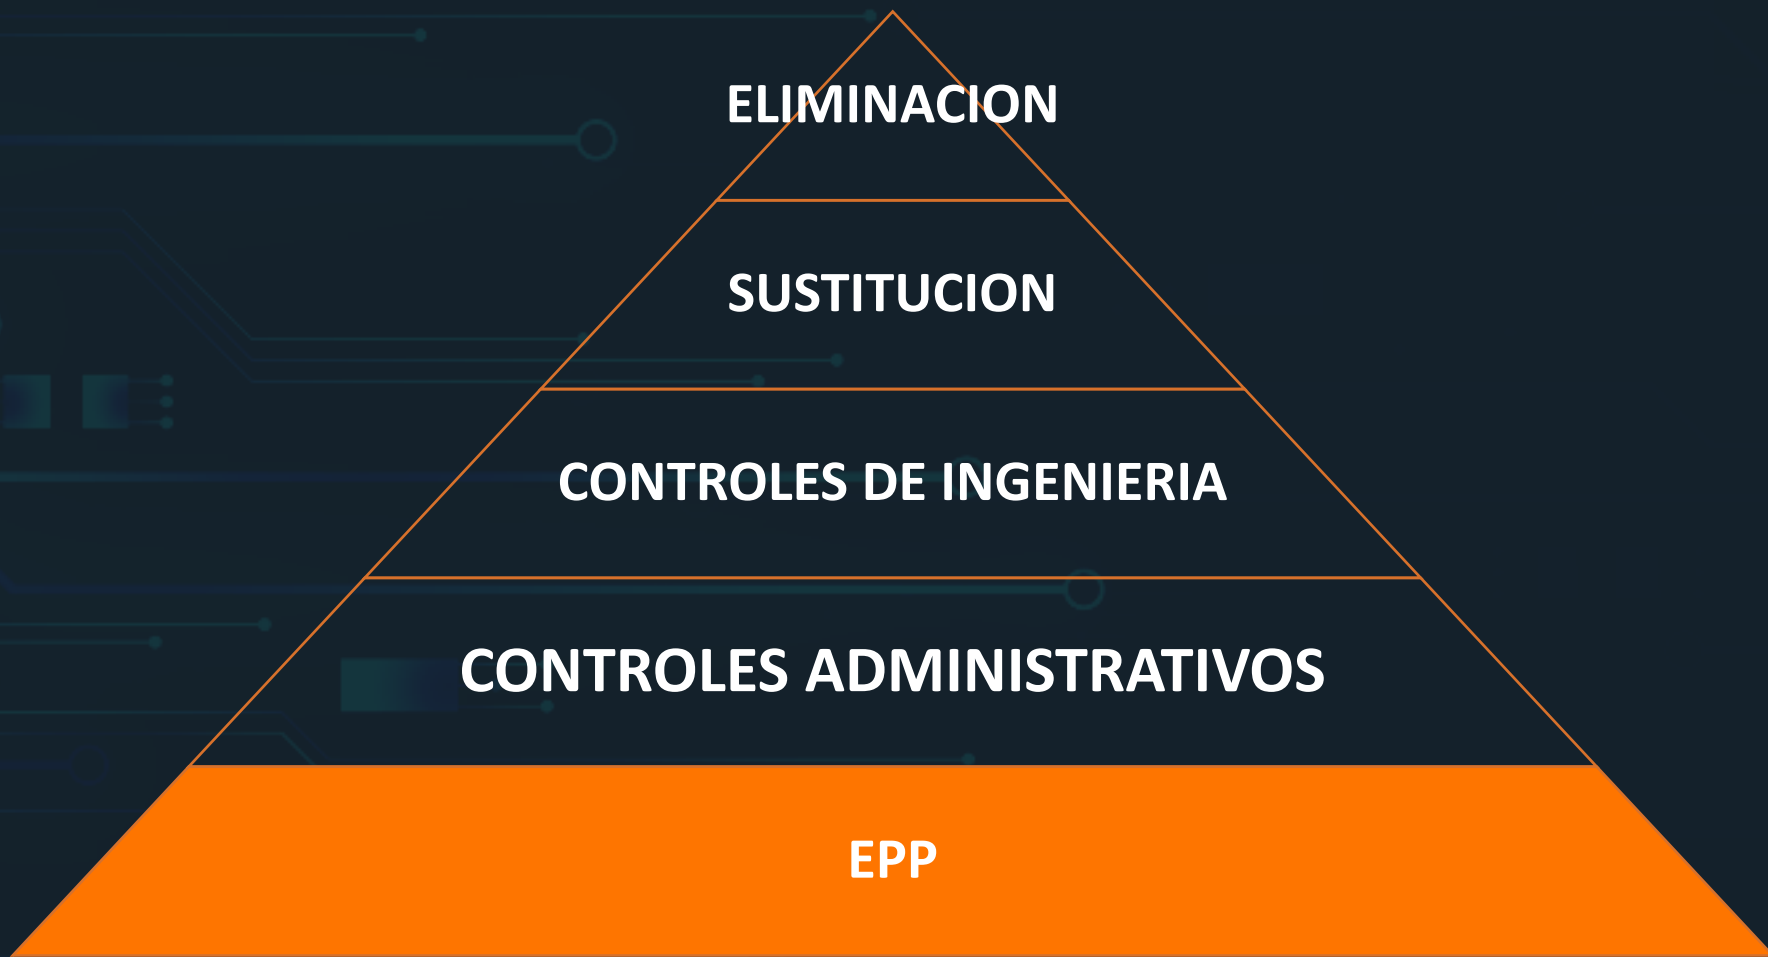 ELIMINACION
SUSTITUCION
CONTROLES DE INGENIERIA
CONTROLES ADMINISTRATIVOS
EPP